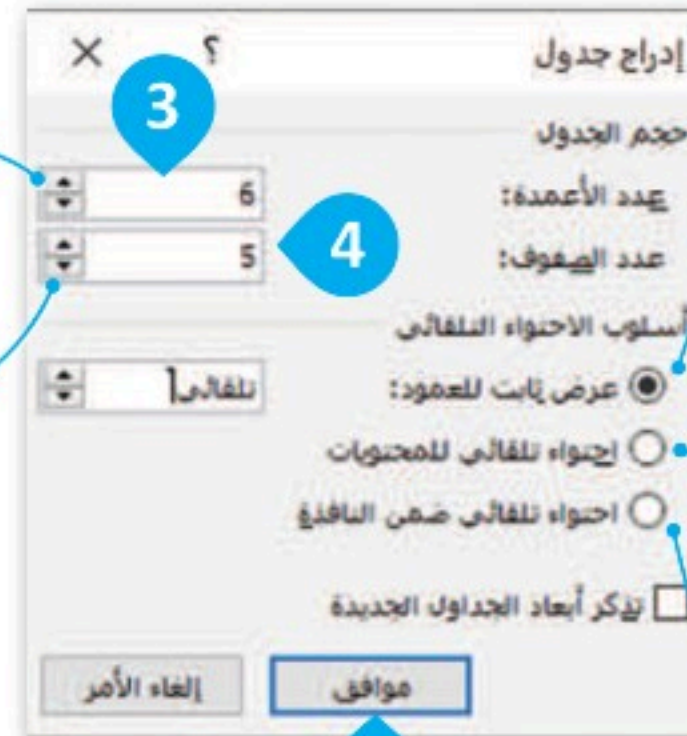 إدراج جدول ؟ ×
3
حجم الجدول
عدد الأعمدة: 6
عدد الصفوف: 5
4
أسلوب الاحتواء التلقائي
عرض ثابت للعمود: تلقائي
احتواء تلقائي للمحتويات
احتواء تلقائي ضمن النافذة
تذكر أبعاد الجداول الجديدة
موافق إلغاء الأمر